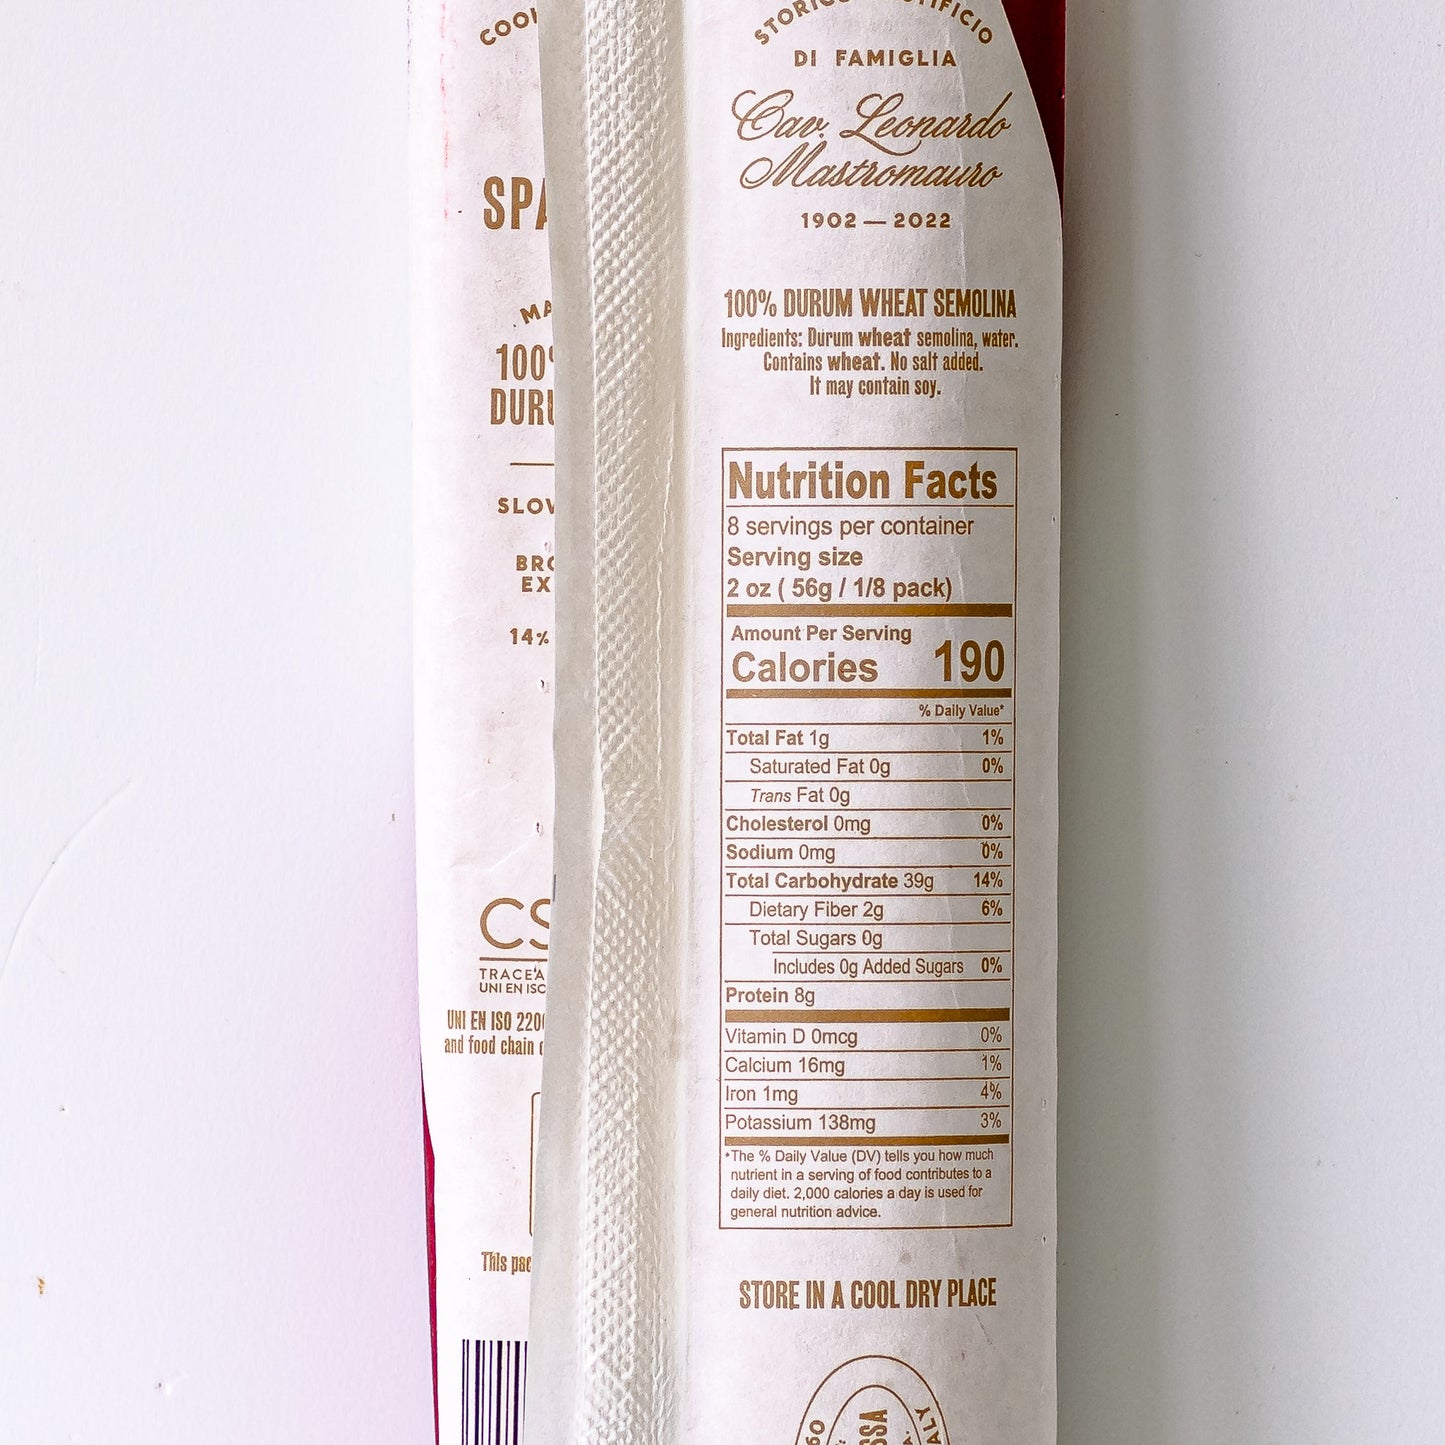 SPA
100%
DURU
14%
CS
UNI EN ISO
and food chain
This
DI FAMIGLIA
Cav. Leonardo
Mastromauro
1902 — 2022
100% DURUM WHEAT SEMOLINA
Ingredients: Durum wheat semolina, water.
Contains wheat. No salt added.
It may contain soy.
Nutrition Facts
8 servings per container
Serving size
2 oz ( 56g / 1/8 pack)
Amount Per Serving
Calories 190
% Daily Value*
Total Fat 1g 1%
Saturated Fat 0g 0%
Trans Fat 0g
Cholesterol 0mg 0%
Sodium 0mg 0%
Total Carbohydrate 39g 14%
Dietary Fiber 2g 6%
Total Sugars 0g
Includes 0g Added Sugars 0%
Protein 8g
Vitamin D 0mcg 0%
Calcium 16mg 1%
Iron 1mg 4%
Potassium 138mg 3%
*The % Daily Value (DV) tells you how much
nutrient in a serving of food contributes to a
daily diet. 2,000 calories a day is used for
general nutrition advice.
STORE IN A COOL DRY PLACE